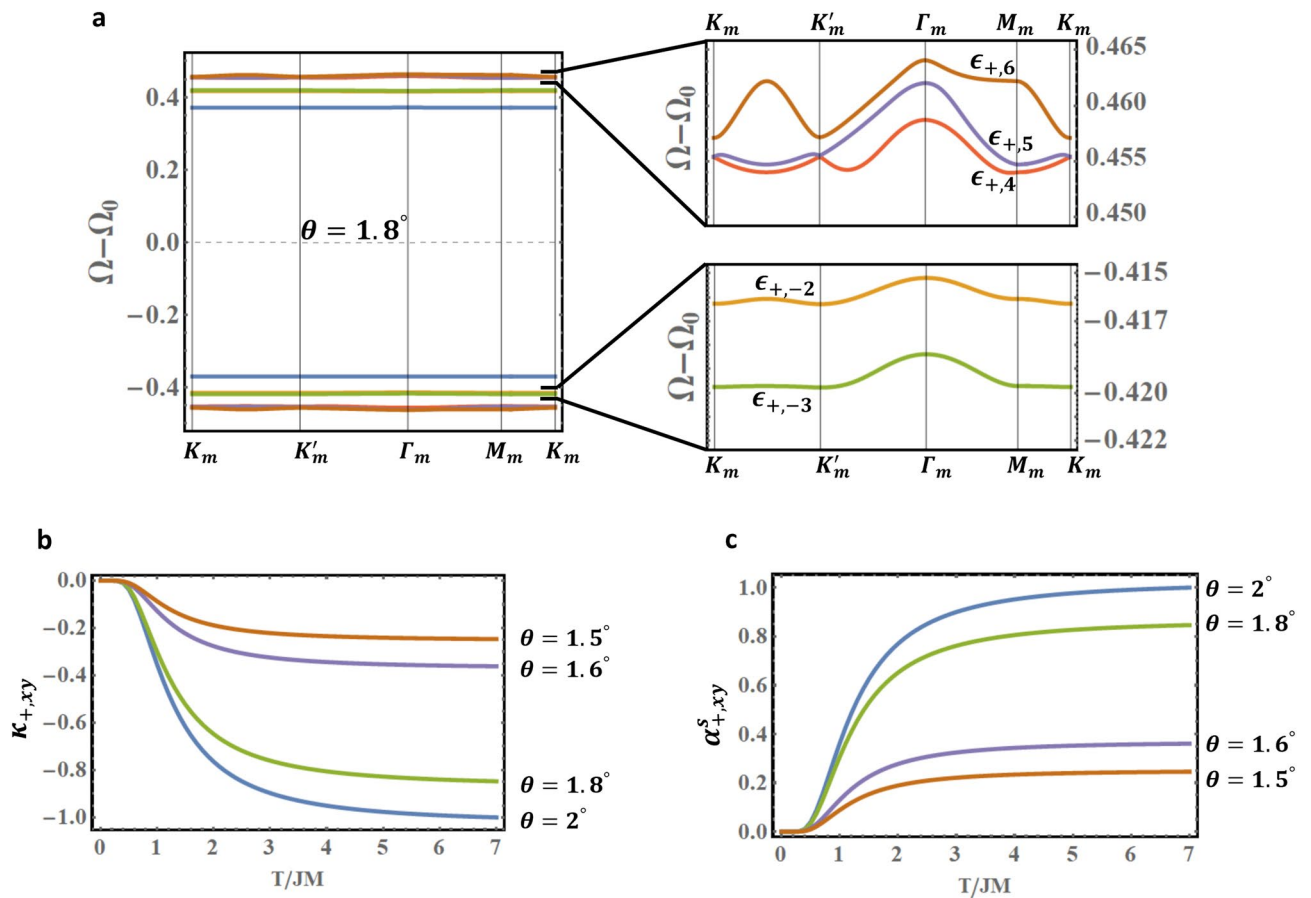 a
0.4
0.2
0.0
−0.2
−0.4
Ω−Ω₀
θ = 1.8°
Kₘ K′ₘ Γₘ Mₘ Kₘ
Kₘ K′ₘ Γₘ Mₘ Kₘ
0.465
0.460
0.455
0.450
Ω−Ω₀
ϵ₊,₆
ϵ₊,₅
ϵ₊,₄
−0.415
−0.417
−0.420
−0.422
Ω−Ω₀
ϵ₊,₋₂
ϵ₊,₋₃
Kₘ K′ₘ Γₘ Mₘ Kₘ
b
0.0
−0.2
−0.4
−0.6
−0.8
−1.0
κ₊,xy
θ = 1.5°
θ = 1.6°
θ = 1.8°
θ = 2°
0 1 2 3 4 5 6 7
T/JM
c
1.0
0.8
0.6
0.4
0.2
0.0
αˢ₊,xy
θ = 2°
θ = 1.8°
θ = 1.6°
θ = 1.5°
0 1 2 3 4 5 6 7
T/JM